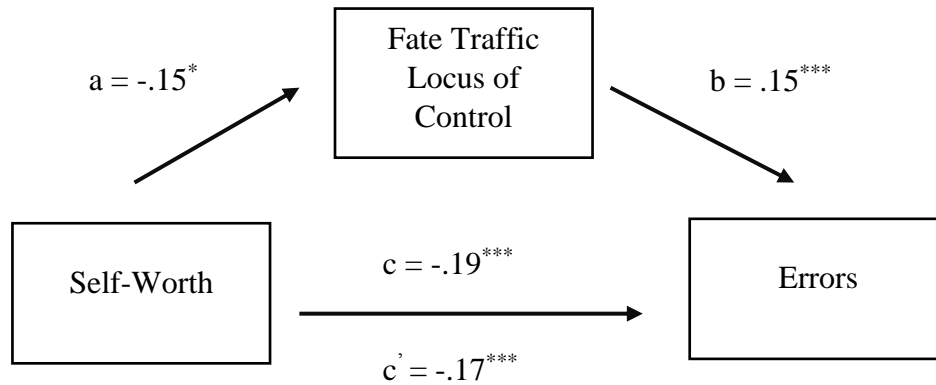 Fate Traffic
Locus of
Control
a = -.15*
b = .15***
Self-Worth
c = -.19***
Errors
c’ = -.17***